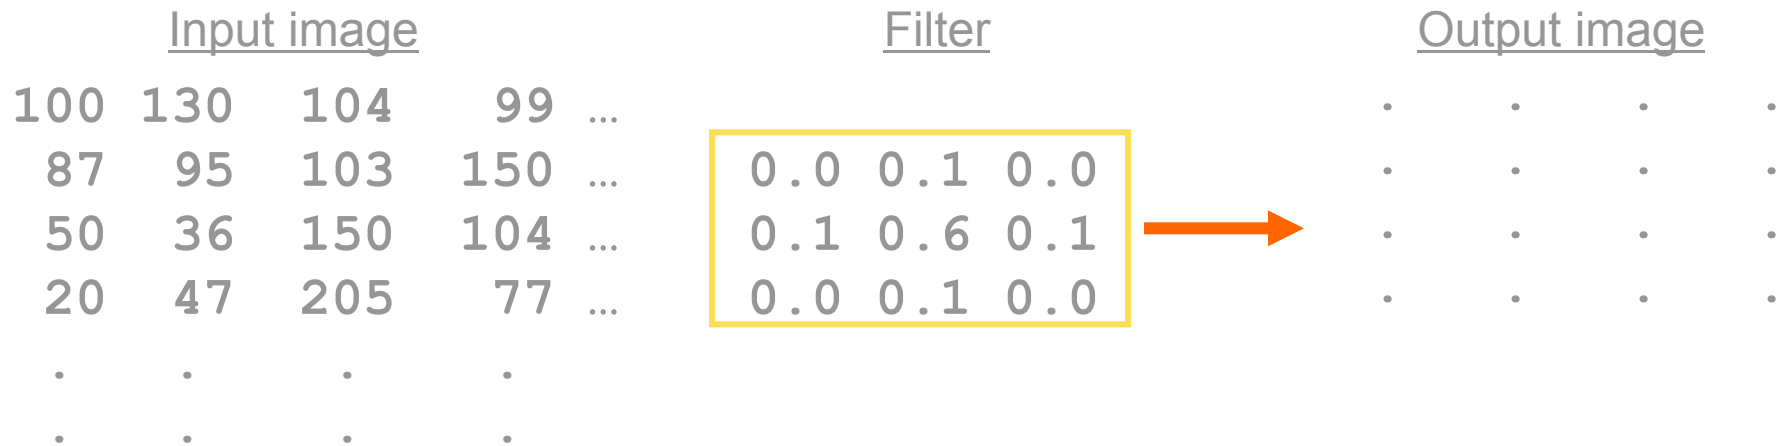 Input image Filter Output image
100 130 104 99 ... . . . .
87 95 103 150 ... 0.0 0.1 0.0 . . . .
50 36 150 104 ... 0.1 0.6 0.1 . . . .
20 47 205 77 ... 0.0 0.1 0.0 . . . .
. . . .
. . . .